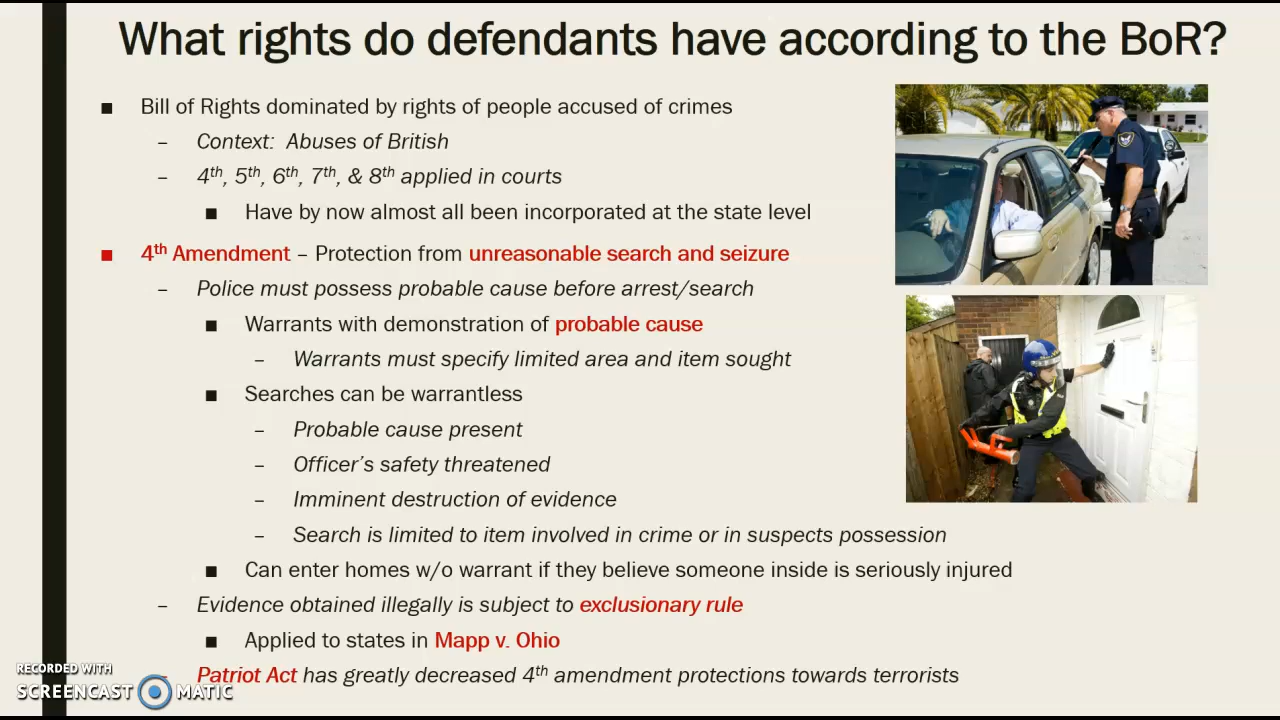 What rights do defendants have according to the BoR?
■ Bill of Rights dominated by rights of people accused of crimes
– Context: Abuses of British
– 4th, 5th, 6th, 7th, & 8th applied in courts
■ Have by now almost all been incorporated at the state level
■ 4th Amendment – Protection from unreasonable search and seizure
– Police must possess probable cause before arrest/search
■ Warrants with demonstration of probable cause
– Warrants must specify limited area and item sought
■ Searches can be warrantless
– Probable cause present
– Officer's safety threatened
– Imminent destruction of evidence
– Search is limited to item involved in crime or in suspects possession
■ Can enter homes w/o warrant if they believe someone inside is seriously injured
– Evidence obtained illegally is subject to exclusionary rule
■ Applied to states in Mapp v. Ohio
– Patriot Act has greatly decreased 4th amendment protections towards terrorists
RECORDED WITH
SCREENCAST MATIC